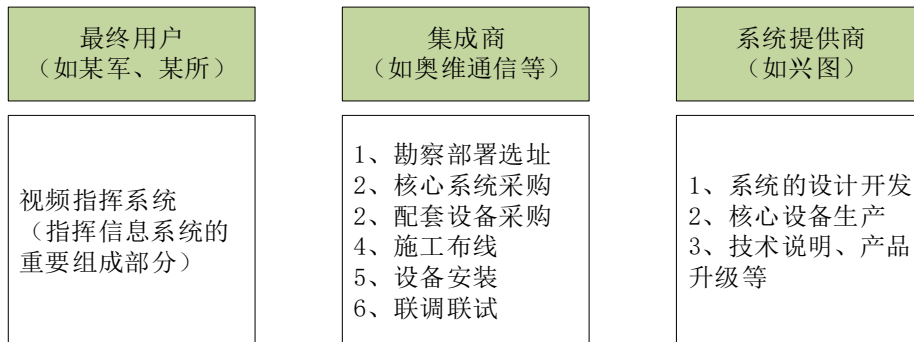 最终用户
（如某军、某所）
集成商
（如奥维通信等）
系统提供商
（如兴图）
视频指挥系统
（指挥信息系统的
重要组成部分）
1、勘察部署选址
2、核心系统采购
2、配套设备采购
4、施工布线
5、设备安装
6、联调联试
1、系统的设计开发
2、核心设备生产
3、技术说明、产品
升级等